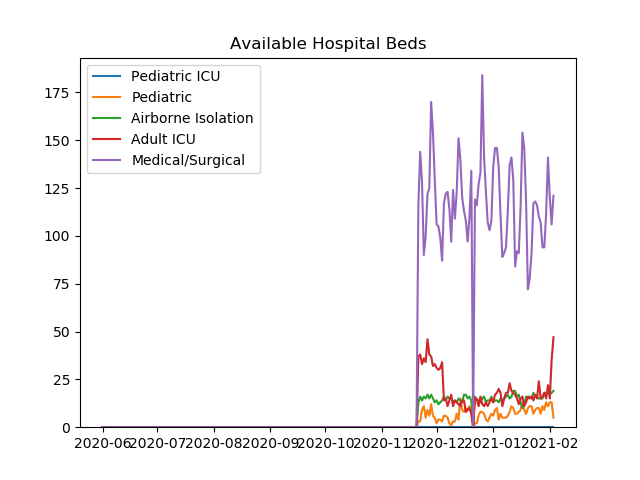 Available Hospital Beds
Pediatric ICU
Pediatric
Airborne Isolation
Adult ICU
Medical/Surgical
175
150
125
100
75
50
25
0
2020-06 2020-07 2020-08 2020-09 2020-10 2020-11 2020-12 2021-01 2021-02